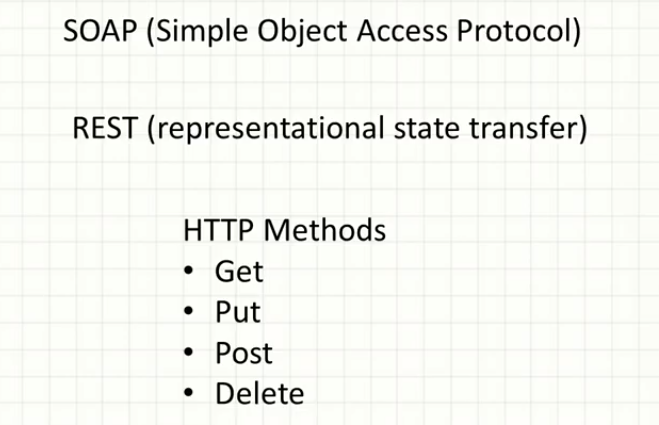 SOAP (Simple Object Access Protocol)
REST (representational state transfer)
HTTP Methods
• Get
• Put
• Post
• Delete